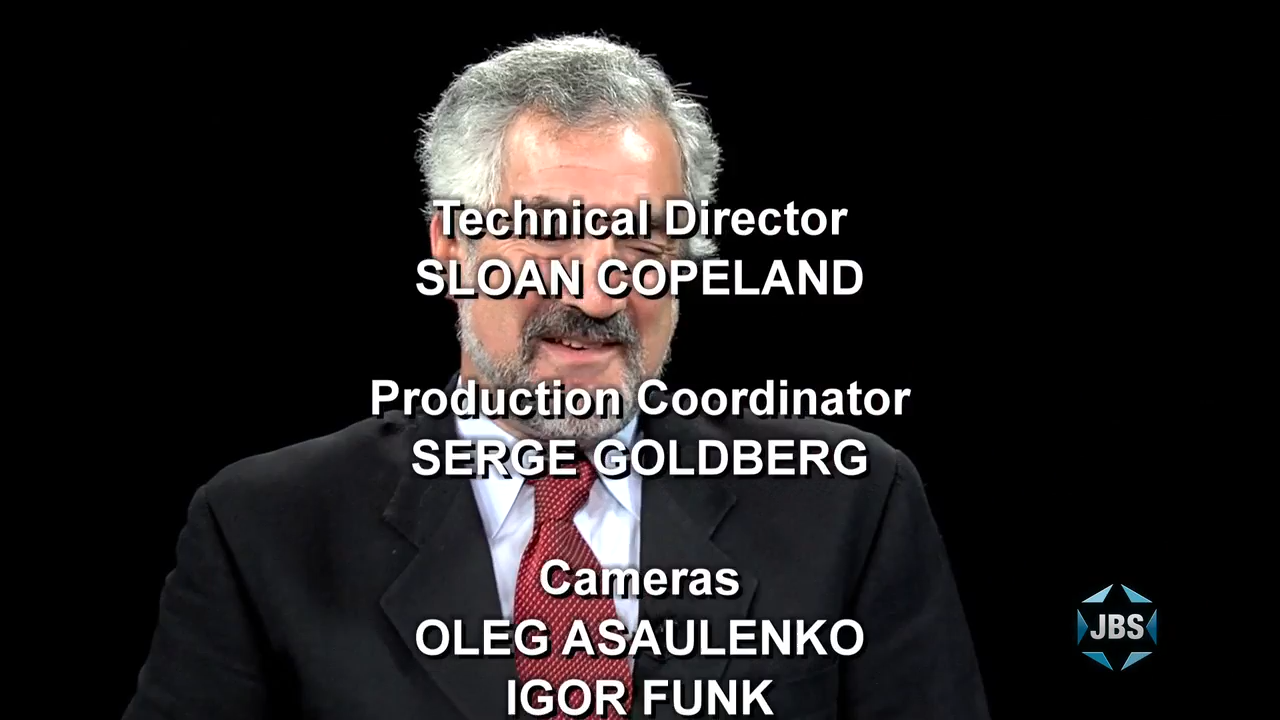 Technical Director
SLOAN COPELAND
Production Coordinator
SERGE GOLDBERG
Cameras
OLEG ASAULENKO
IGOR FUNK
JBS